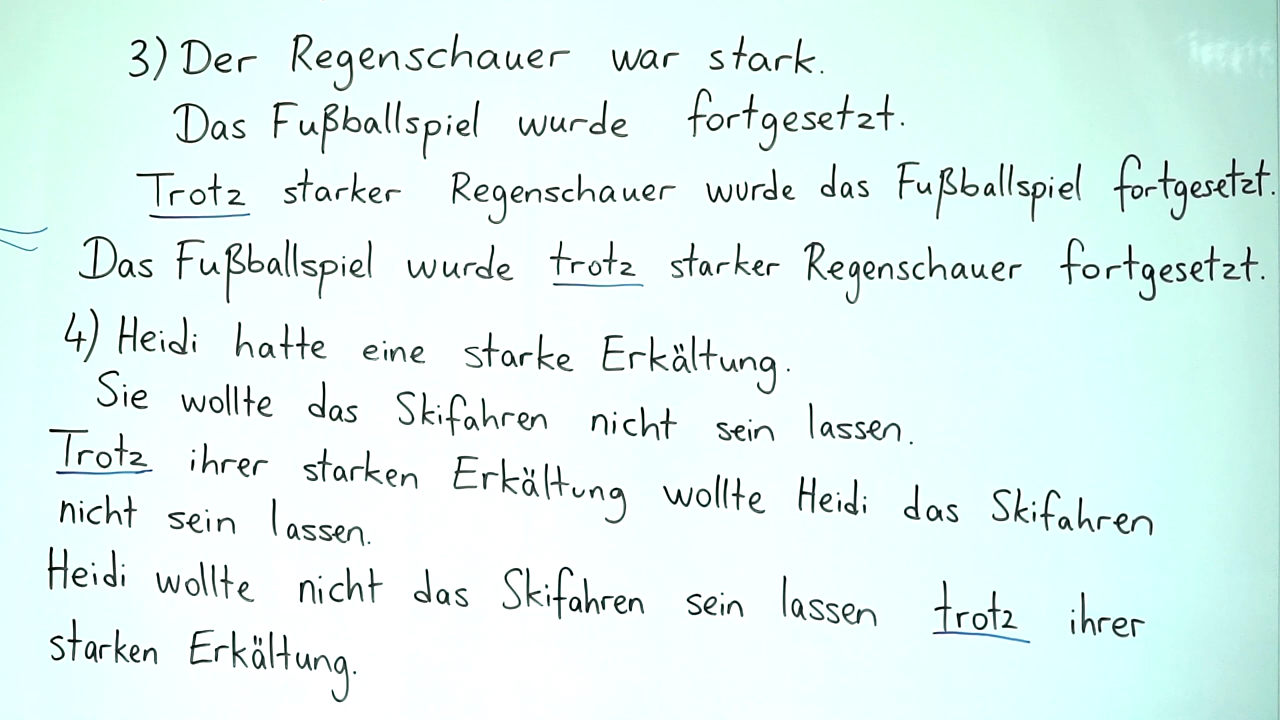 3) Der Regenschauer war stark.
Das Fußballspiel wurde fortgesetzt.
Trotz starker Regenschauer wurde das Fußballspiel fortgesetzt.
Das Fußballspiel wurde trotz starker Regenschauer fortgesetzt.
4) Heidi hatte eine starke Erkältung.
Sie wollte das Skifahren nicht sein lassen.
Trotz ihrer starken Erkältung wollte Heidi das Skifahren
nicht sein lassen.
Heidi wollte nicht das Skifahren sein lassen trotz ihrer
starken Erkältung.